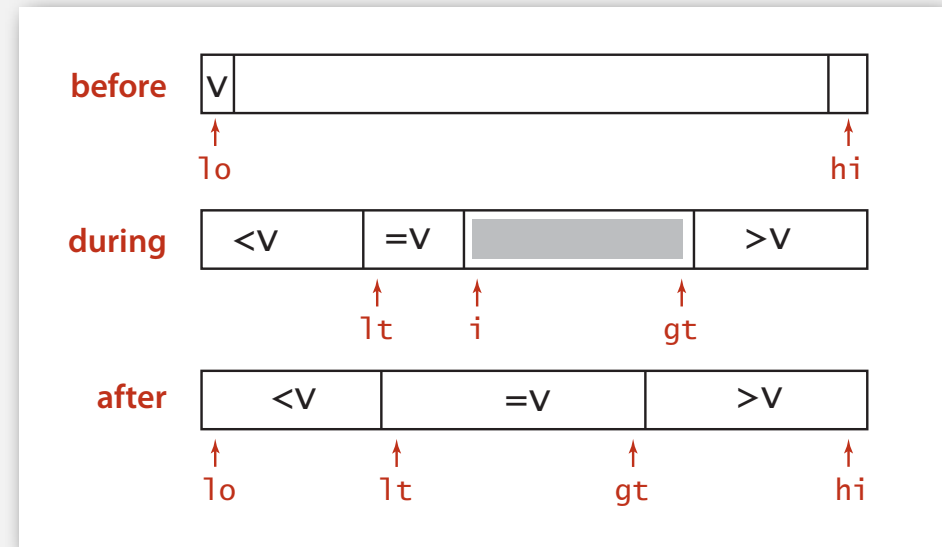 before V
lo hi
during <V =V >V
lt i gt
after <V =V >V
lo lt gt hi